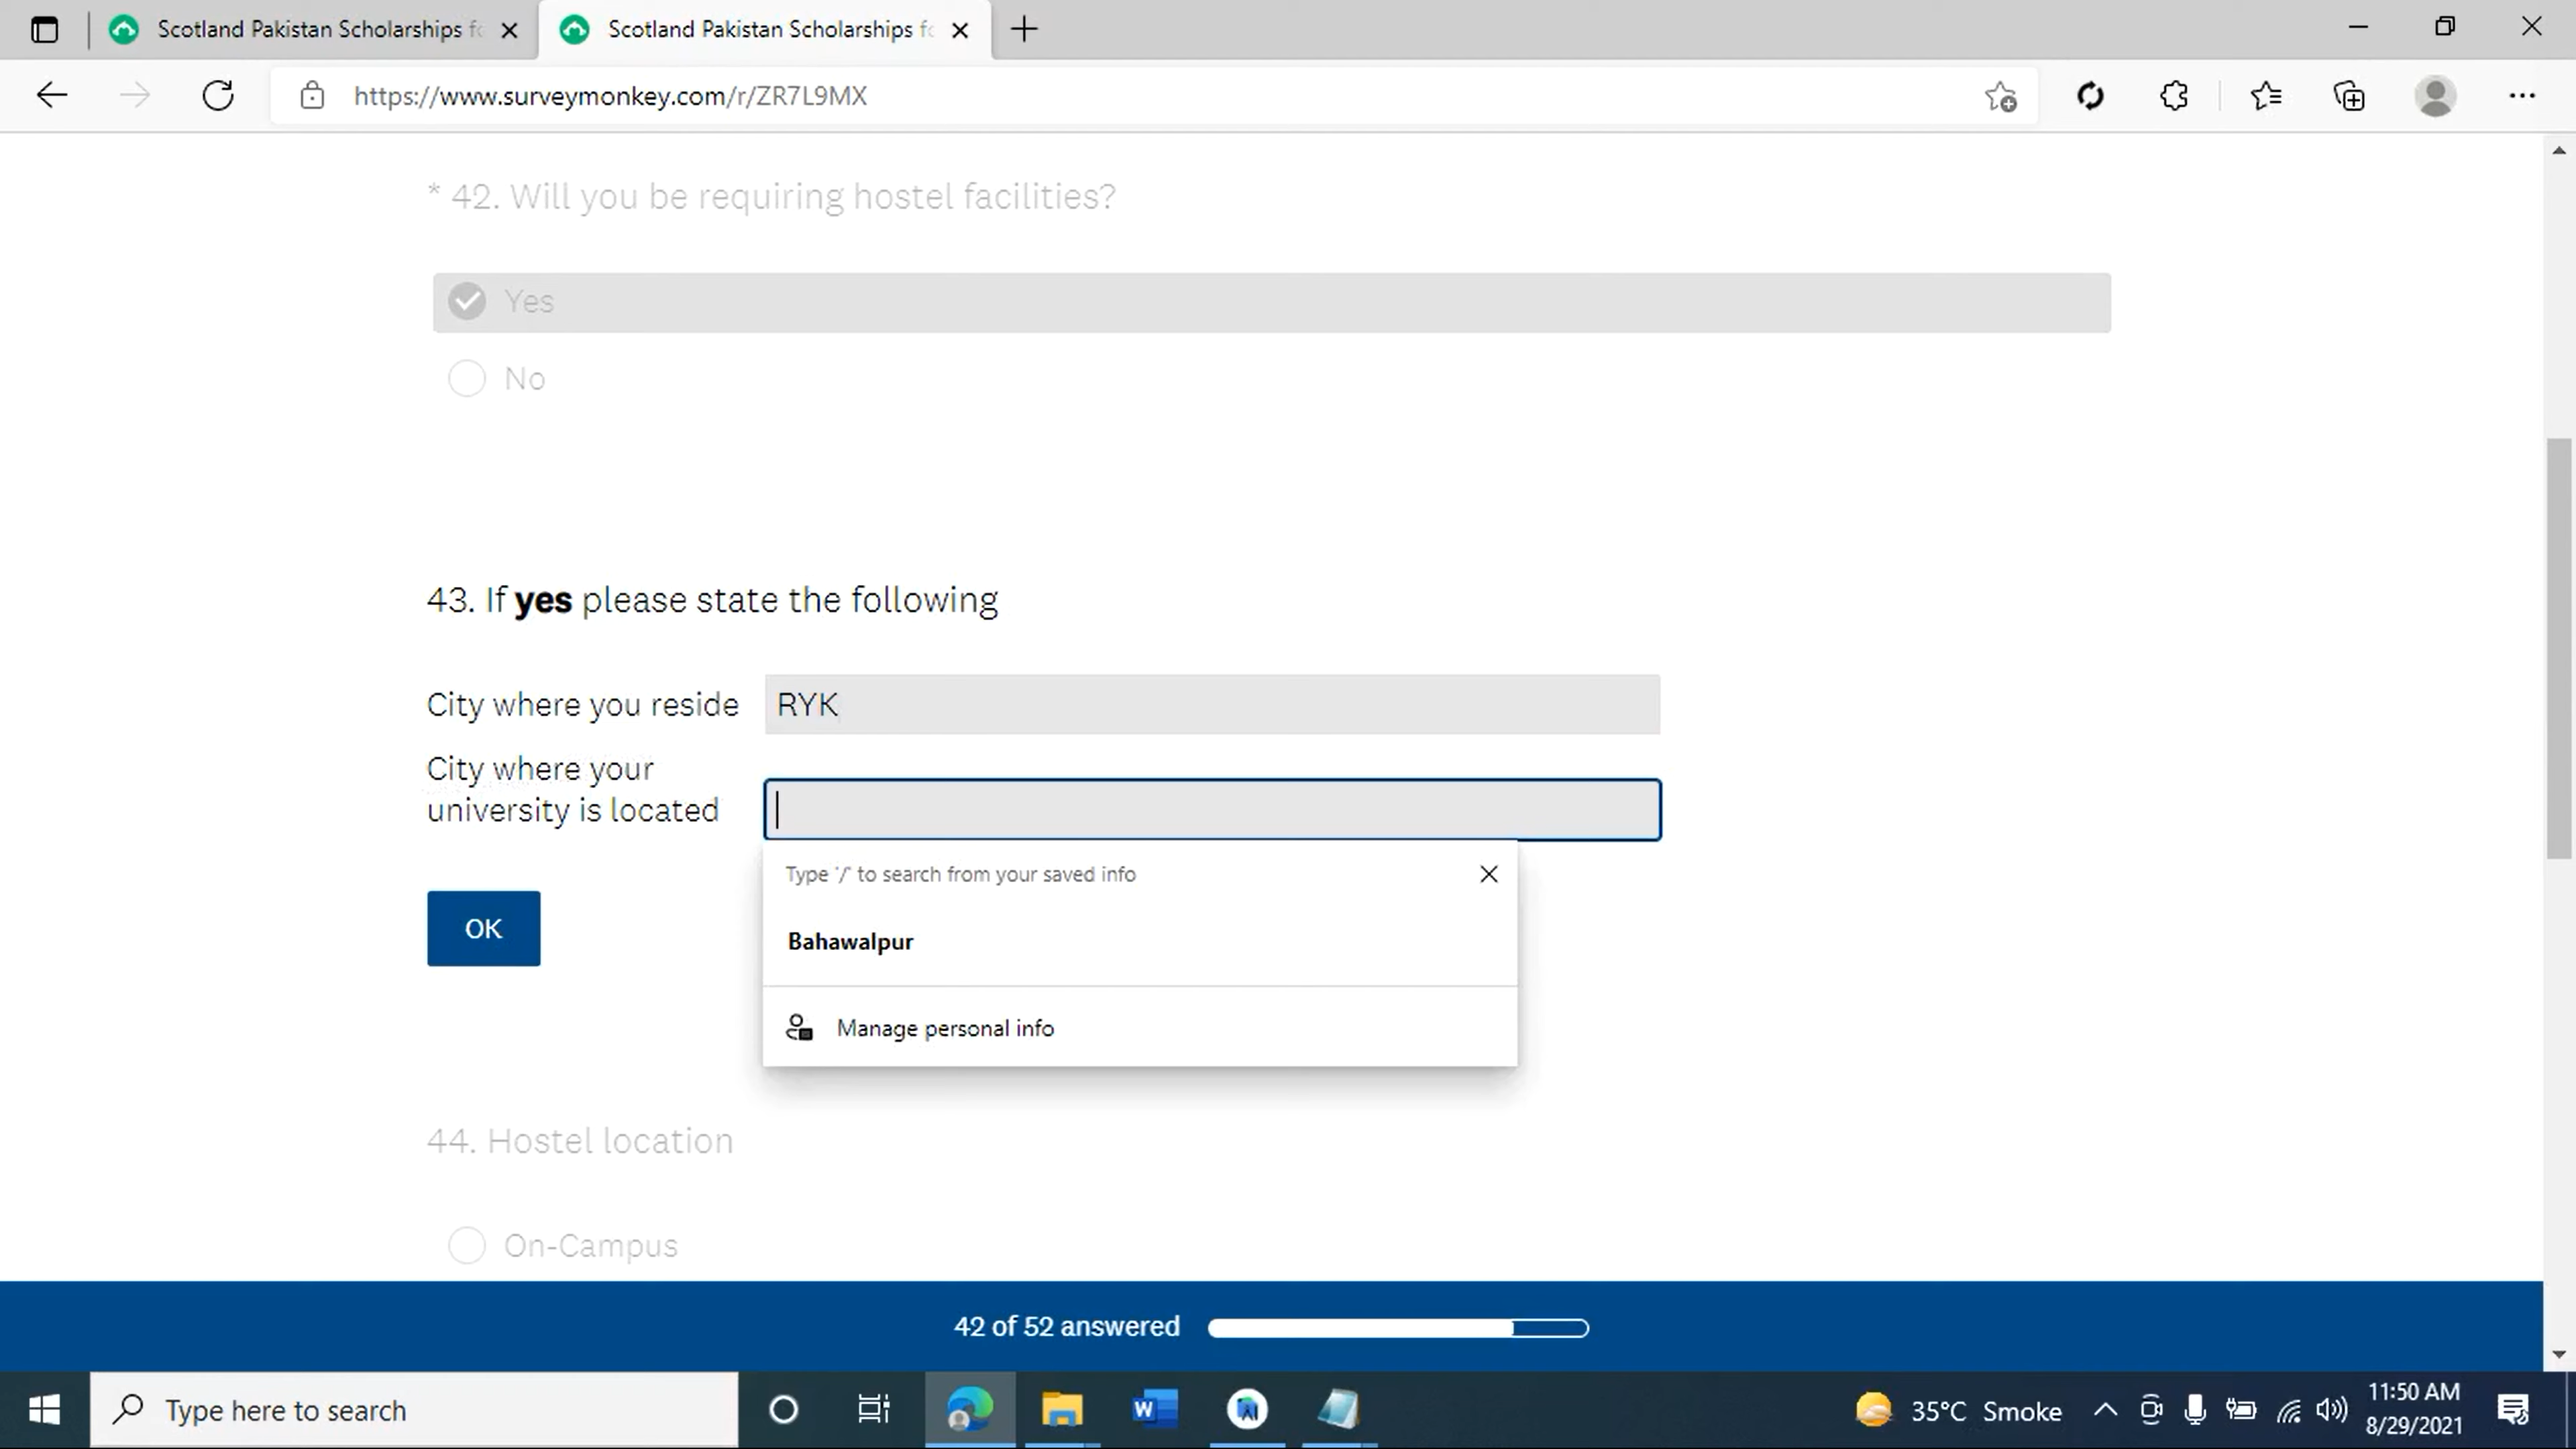 Scotland Pakistan Scholarships fo
Scotland Pakistan Scholarships fo
https://www.surveymonkey.com/r/ZR7L9MX
* 42. Will you be requiring hostel facilities?
Yes
No
43. If yes please state the following
City where you reside
RYK
City where your
university is located
Type '/' to search from your saved info
Bahawalpur
Manage personal info
OK
44. Hostel location
On-Campus
42 of 52 answered
Type here to search
35°C Smoke
11:50 AM
8/29/2021